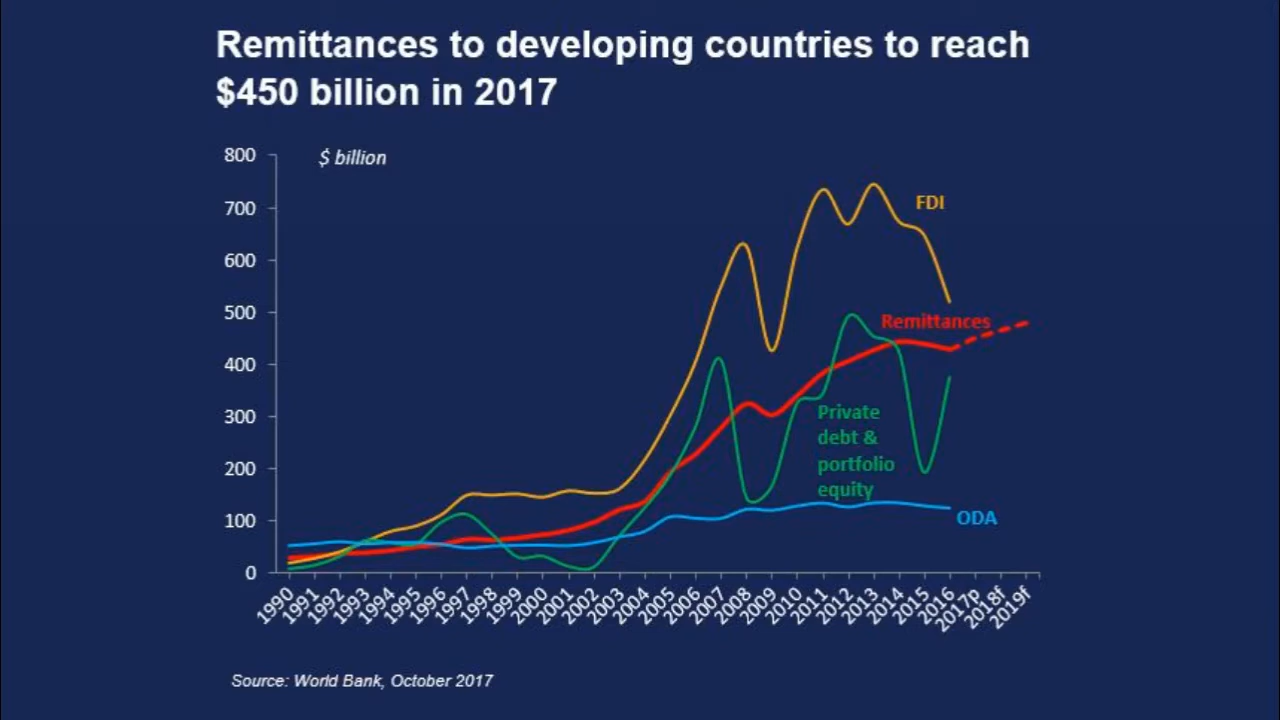 Remittances to developing countries to reach
$450 billion in 2017
800
$ billion
700
FDI
600
500
Remittances
400
300
Private
debt &
portfolio
equity
200
100
ODA
0
1990
1991
1992
1993
1994
1995
1996
1997
1998
1999
2000
2001
2002
2003
2004
2005
2006
2007
2008
2009
2010
2011
2012
2013
2014
2015
2016
2017p
2018f
2019f
Source: World Bank, October 2017